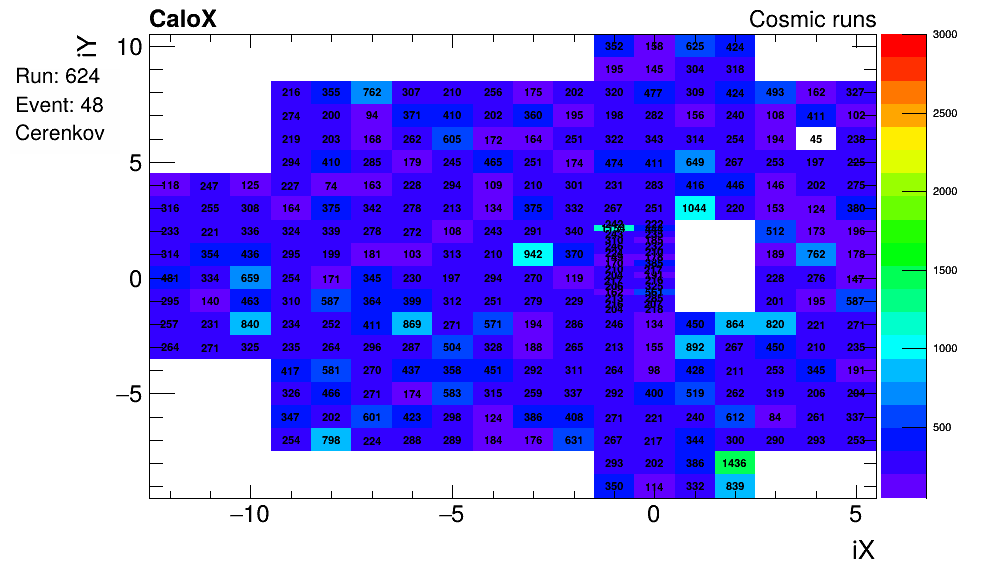 CaloX Cosmic runs
iY
Run: 624
Event: 48
Cerenkov
10 352 158 625 424 3000
195 145 304 318
216 355 762 307 210 256 175 202 320 477 309 424 493 162 327
274 200 94 371 410 202 360 195 198 282 156 240 108 411 102 2500
219 203 168 262 605 172 164 251 322 343 314 254 194 45 238
5 294 410 285 179 245 465 251 174 474 411 649 267 253 197 225
118 247 125 227 74 163 228 294 109 210 301 231 283 416 446 146 202 275 2000
316 255 308 164 375 342 278 213 134 375 332 267 251 1044 220 153 124 380
233 221 336 324 339 278 272 108 243 291 340 512 173 196
314 354 436 295 199 181 103 313 210 942 370 189 762 178 1500
0 461 334 659 254 171 345 230 197 294 270 119 228 276 147
295 140 463 310 587 364 399 312 251 279 229 201 195 587
257 231 840 234 252 411 869 271 571 194 286 246 134 450 864 820 221 271
264 271 325 235 264 296 287 504 328 188 265 213 155 892 267 450 210 235 1000
417 581 270 437 356 451 292 311 264 98 428 211 253 345 191
−5 326 466 271 174 583 315 259 337 292 400 519 262 319 206 204
347 202 601 423 298 124 386 408 271 221 240 612 84 261 337 500
254 798 224 266 289 184 176 631 267 217 344 300 290 293 253
293 202 386 1436
350 114 332 839
−10 −5 0 5
iX